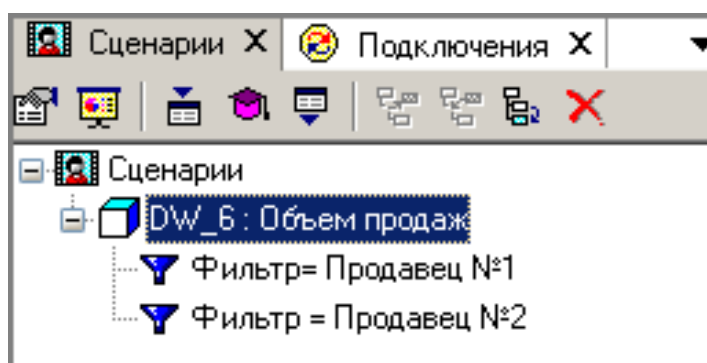 Сценарии X Подключения X
Сценарии
DW_6 : Объем продаж
Фильтр= Продавец №1
Фильтр = Продавец №2